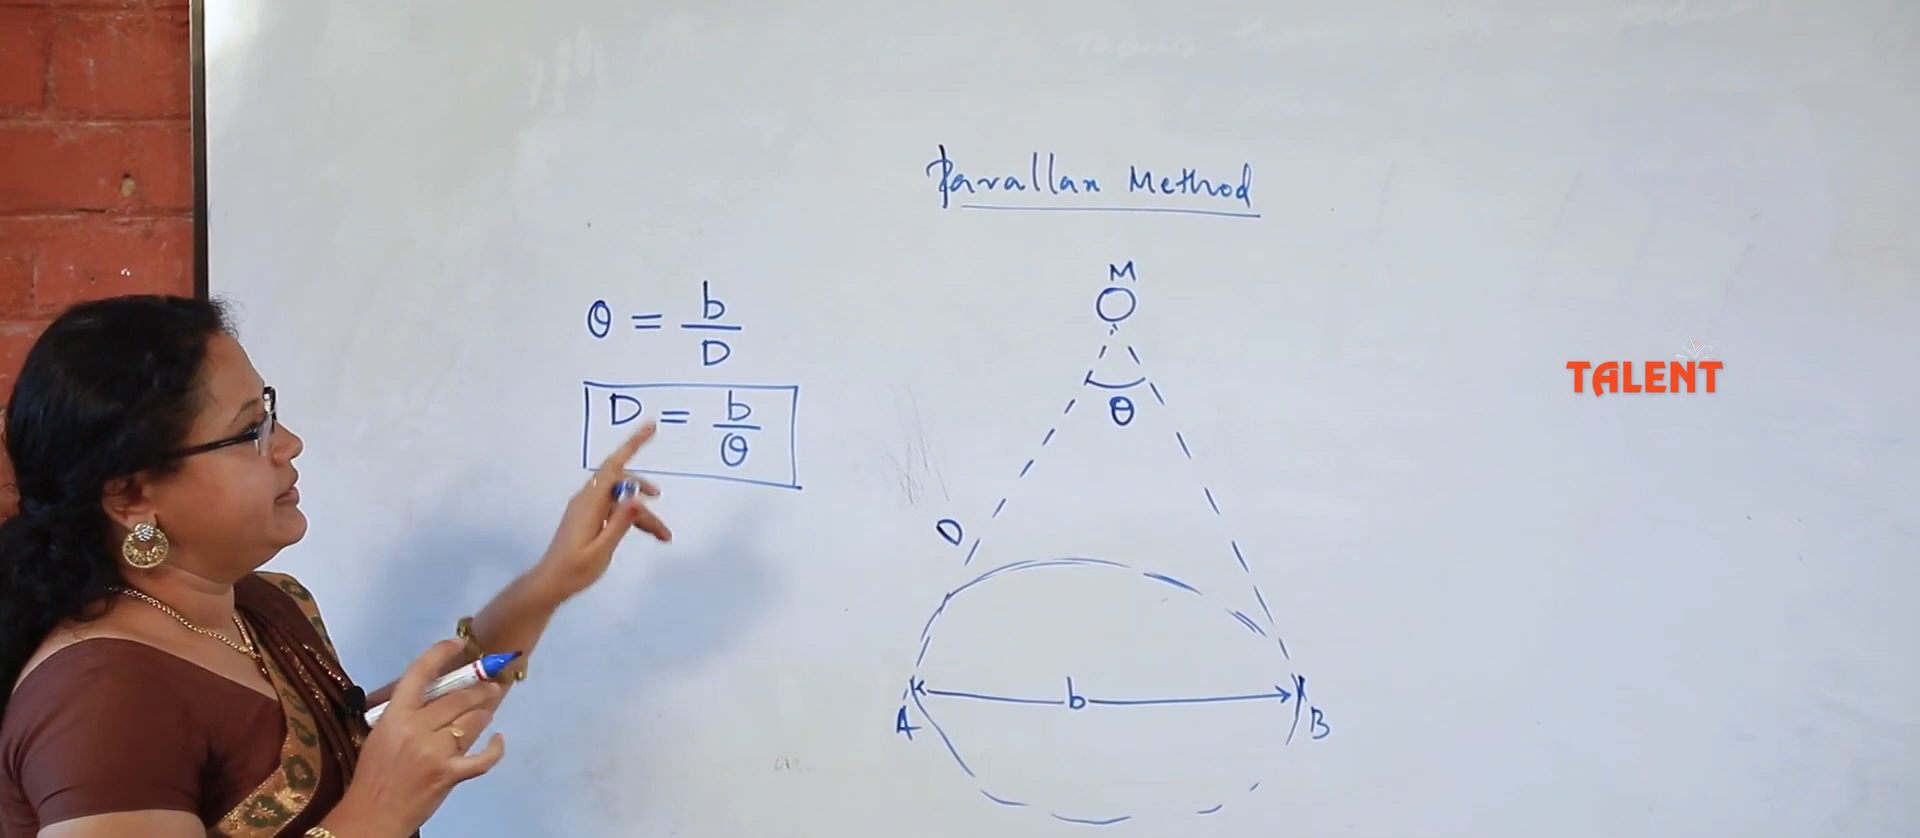 Parallax Method
M
θ = b/D
D = b/θ
θ
D
b
A
B
TALENT